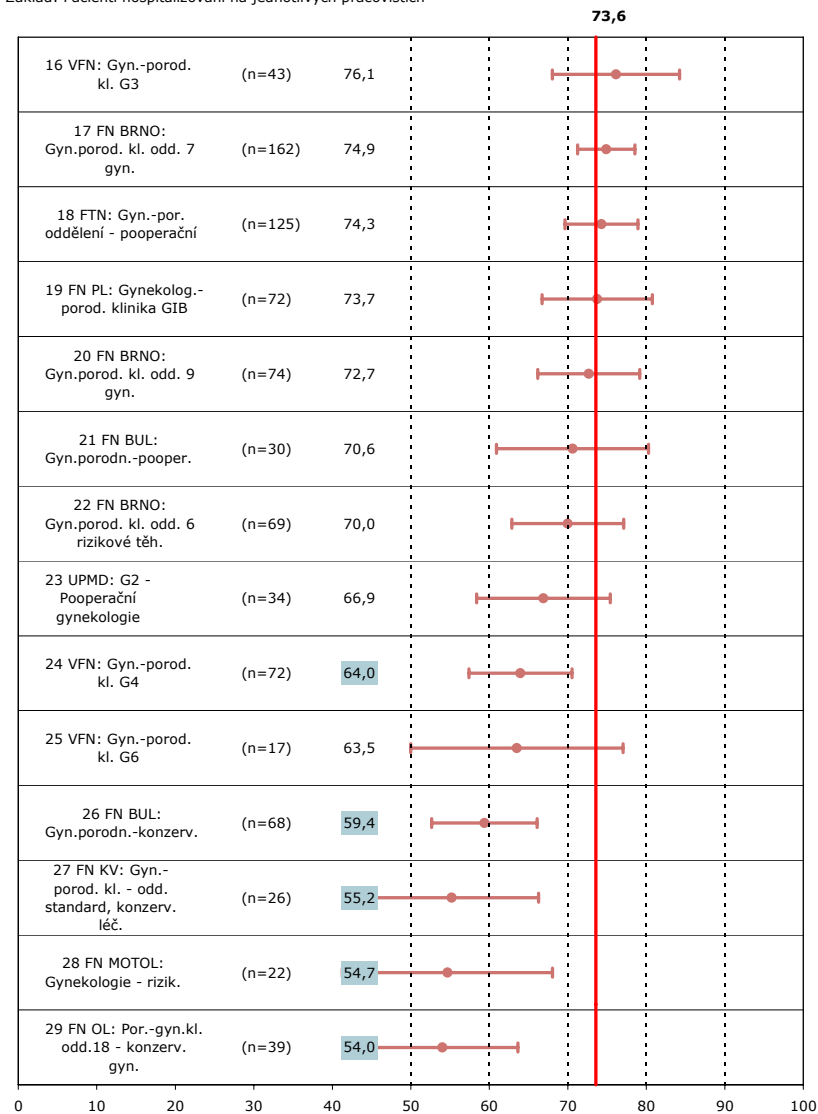 Základ: Pacienti hospitalizovaní na jednotlivých pracovištích
73,6
16 VFN: Gyn.-porod.
kl. G3
(n=43)
76,1
17 FN BRNO:
Gyn.porod. kl. odd. 7
gyn.
(n=162)
74,9
18 FTN: Gyn.-por.
oddělení - pooperační
(n=125)
74,3
19 FN PL: Gynekolog.-
porod. klinika GIB
(n=72)
73,7
20 FN BRNO:
Gyn.porod. kl. odd. 9
gyn.
(n=74)
72,7
21 FN BUL:
Gyn.porodn.-pooper.
(n=30)
70,6
22 FN BRNO:
Gyn.porod. kl. odd. 6
rizikové těh.
(n=69)
70,0
23 UPMD: G2 -
Pooperační
gynekologie
(n=34)
66,9
24 VFN: Gyn.-porod.
kl. G4
(n=72)
64,0
25 VFN: Gyn.-porod.
kl. G6
(n=17)
63,5
26 FN BUL:
Gyn.porodn.-konzerv.
(n=68)
59,4
27 FN KV: Gyn.-
porod. kl. - odd.
standard, konzerv.
léč.
(n=26)
55,2
28 FN MOTOL:
Gynekologie - rizik.
(n=22)
54,7
29 FN OL: Por.-gyn.kl.
odd.18 - konzerv.
gyn.
(n=39)
54,0
0 10 20 30 40 50 60 70 80 90 100